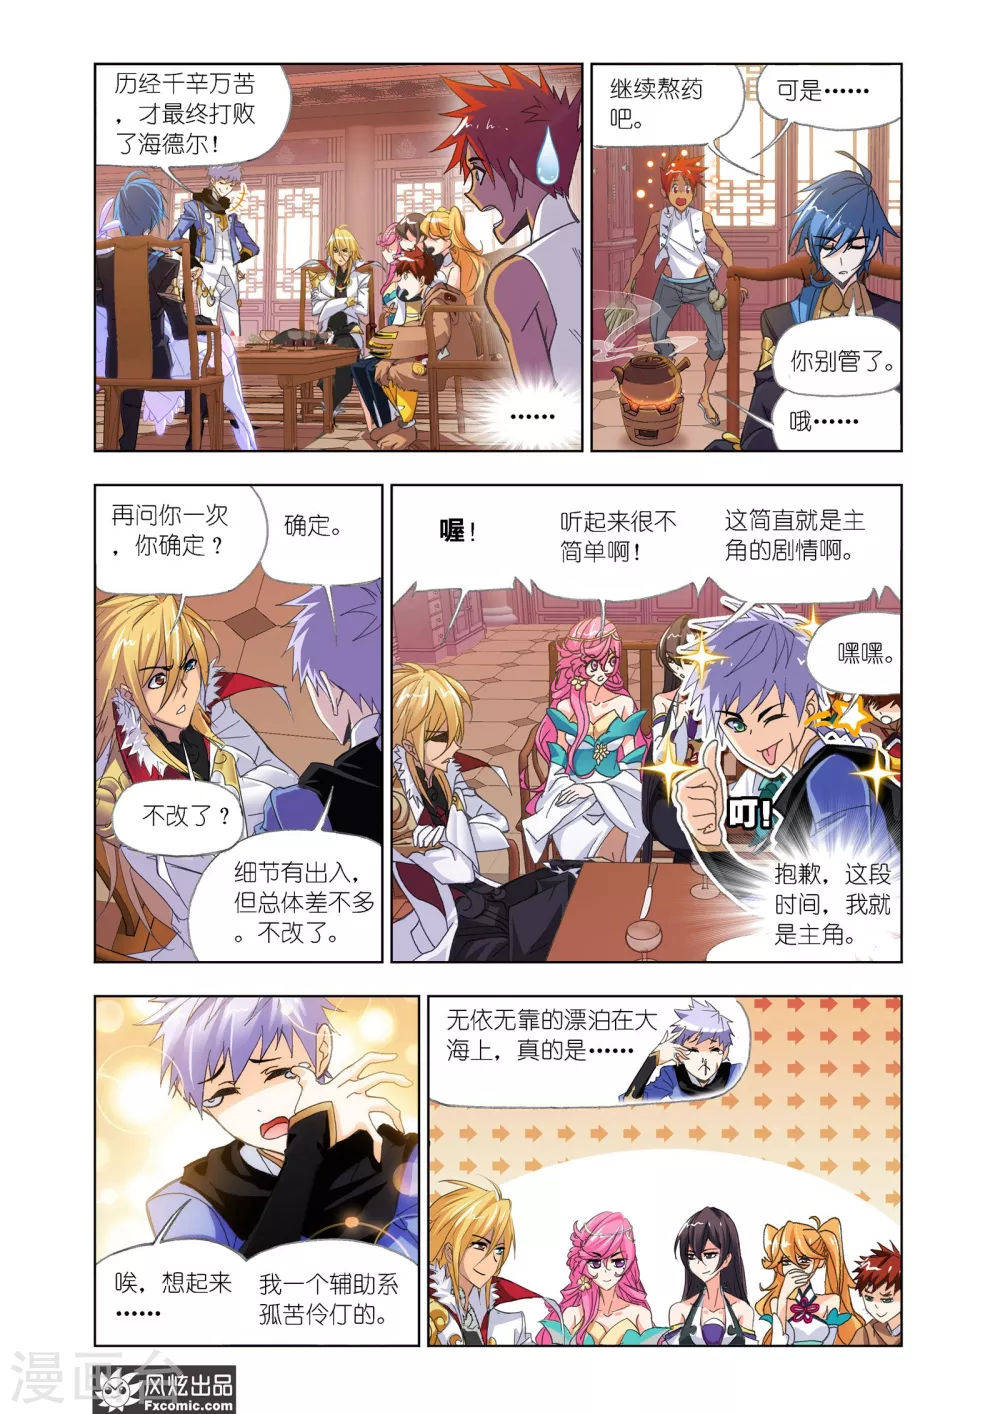 历经千辛万苦
，才最终打败
了海德尔！
……
继续熬药
吧。
可是……
你别管了。
哦……
再问你一次
，你确定？
确定。
不改了？
细节有出入，
但总体差不多
。不改了。
喔！
听起来很不
简单啊！
这简直就是主
角的剧情啊。
嘿嘿。
叮！
抱歉，这段
时间，我就
是主角。
唉，想起来
……
我一个辅助系
孤苦伶仃的。
无依无靠的漂泊在大
海上，真的是……
漫画台
风炫出品
Fxcomic.com